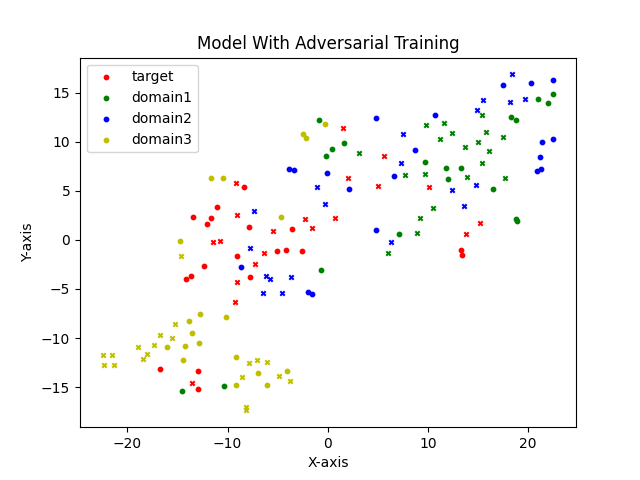 Model With Adversarial Training
target
domain1
domain2
domain3
Y-axis
15
10
5
0
−5
−10
−15
−20
−10
0
10
20
X-axis